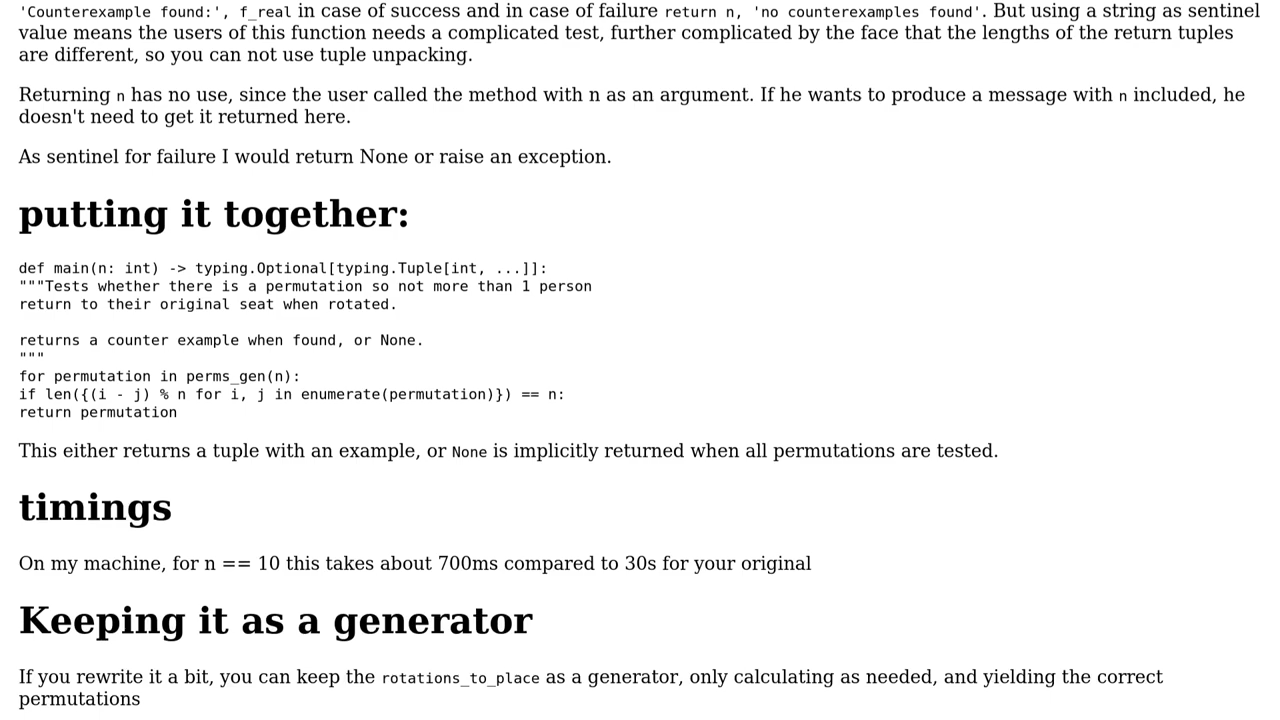 'Counterexample found:', f_real in case of success and in case of failure return n, 'no counterexamples found'. But using a string as sentinel
value means the users of this function needs a complicated test, further complicated by the face that the lengths of the return tuples
are different, so you can not use tuple unpacking.
Returning n has no use, since the user called the method with n as an argument. If he wants to produce a message with n included, he
doesn't need to get it returned here.
As sentinel for failure I would return None or raise an exception.
putting it together:
def main(n: int) -> typing.Optional[typing.Tuple[int, ...]]:
"""Tests whether there is a permutation so not more than 1 person
return to their original seat when rotated.
returns a counter example when found, or None.
"""
for permutation in perms_gen(n):
if len({(i - j) % n for i, j in enumerate(permutation)}) == n:
return permutation
This either returns a tuple with an example, or None is implicitly returned when all permutations are tested.
timings
On my machine, for n == 10 this takes about 700ms compared to 30s for your original
Keeping it as a generator
If you rewrite it a bit, you can keep the rotations_to_place as a generator, only calculating as needed, and yielding the correct
permutations